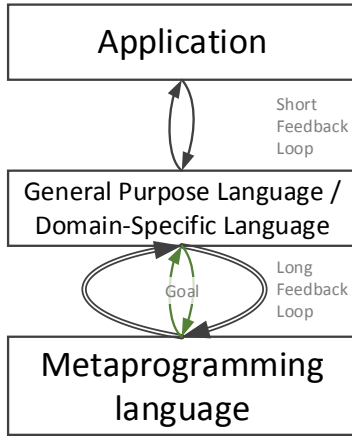 Application
Short
Feedback
Loop
General Purpose Language /
Domain-Specific Language
Goal
Long
Feedback
Loop
Metaprogramming
language